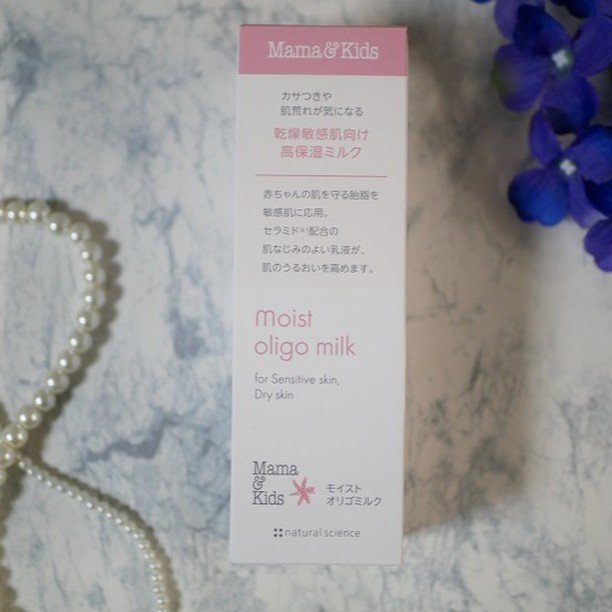 Mama & Kids
カサつきや
肌荒れが気になる
乾燥敏感肌向け
高保湿ミルク
赤ちゃんの肌を守る胎脂を
敏感肌に応用。
セラミド※1配合の
肌なじみのよい乳液が、
肌のうるおいを高めます。
moist
oligo milk
for Sensitive skin,
Dry skin
Mama
&
Kids
モイスト
オリゴミルク
natural science